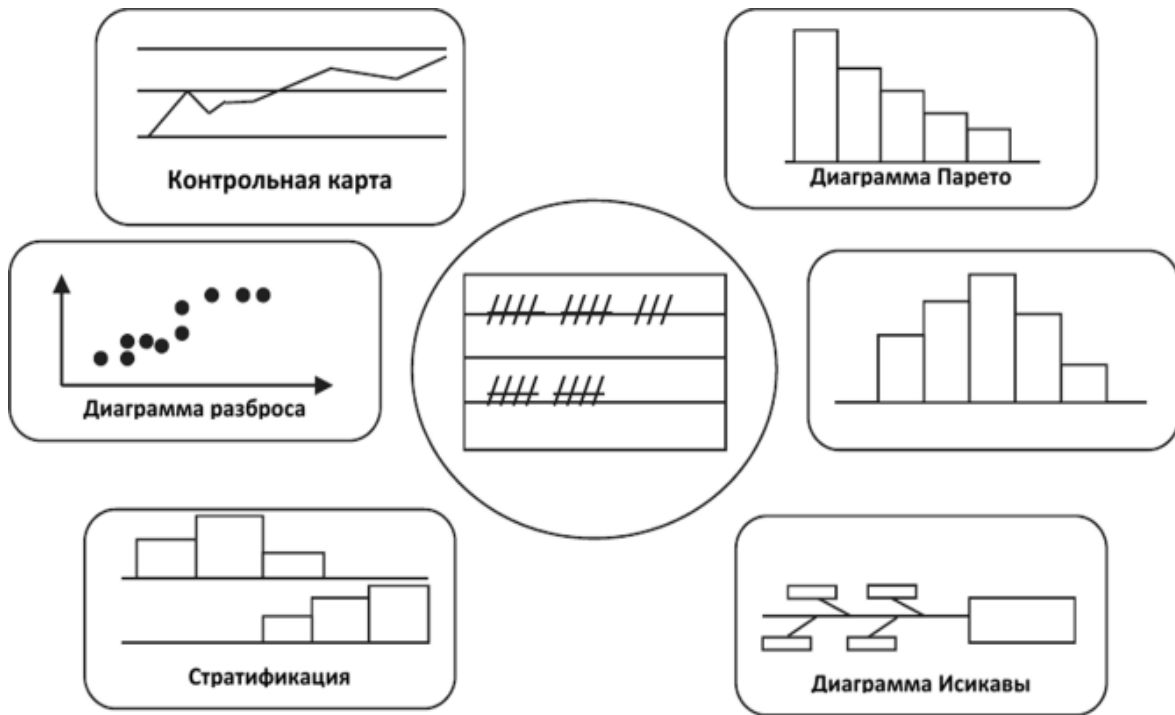 Контрольная карта
Диаграмма Парето
Диаграмма разброса
Стратификация
Диаграмма Исикавы